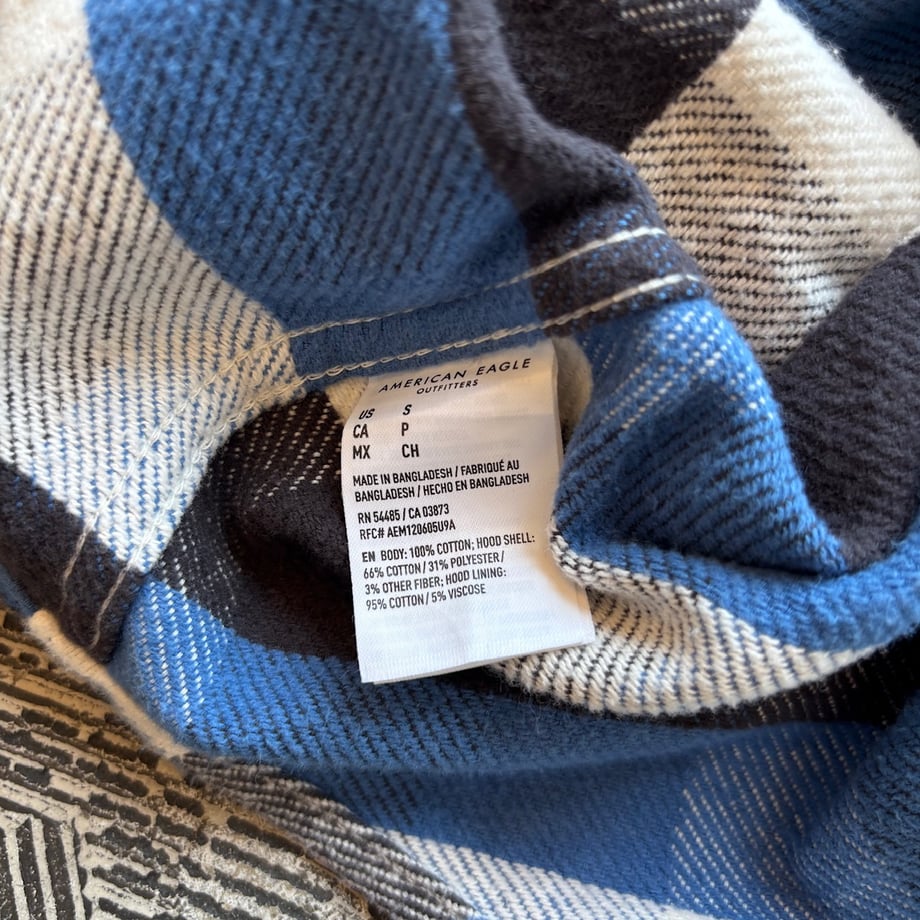 AMERICAN EAGLE
OUTFITTERS
US S
CA P
MX CH
MADE IN BANGLADESH / FABRIQUÉ AU
BANGLADESH / HECHO EN BANGLADESH
RN 54485 / CA 03873
RFC# AEM120605U9A
EN BODY: 100% COTTON; HOOD SHELL:
66% COTTON / 31% POLYESTER /
3% OTHER FIBER; HOOD LINING:
95% COTTON / 5% VISCOSE